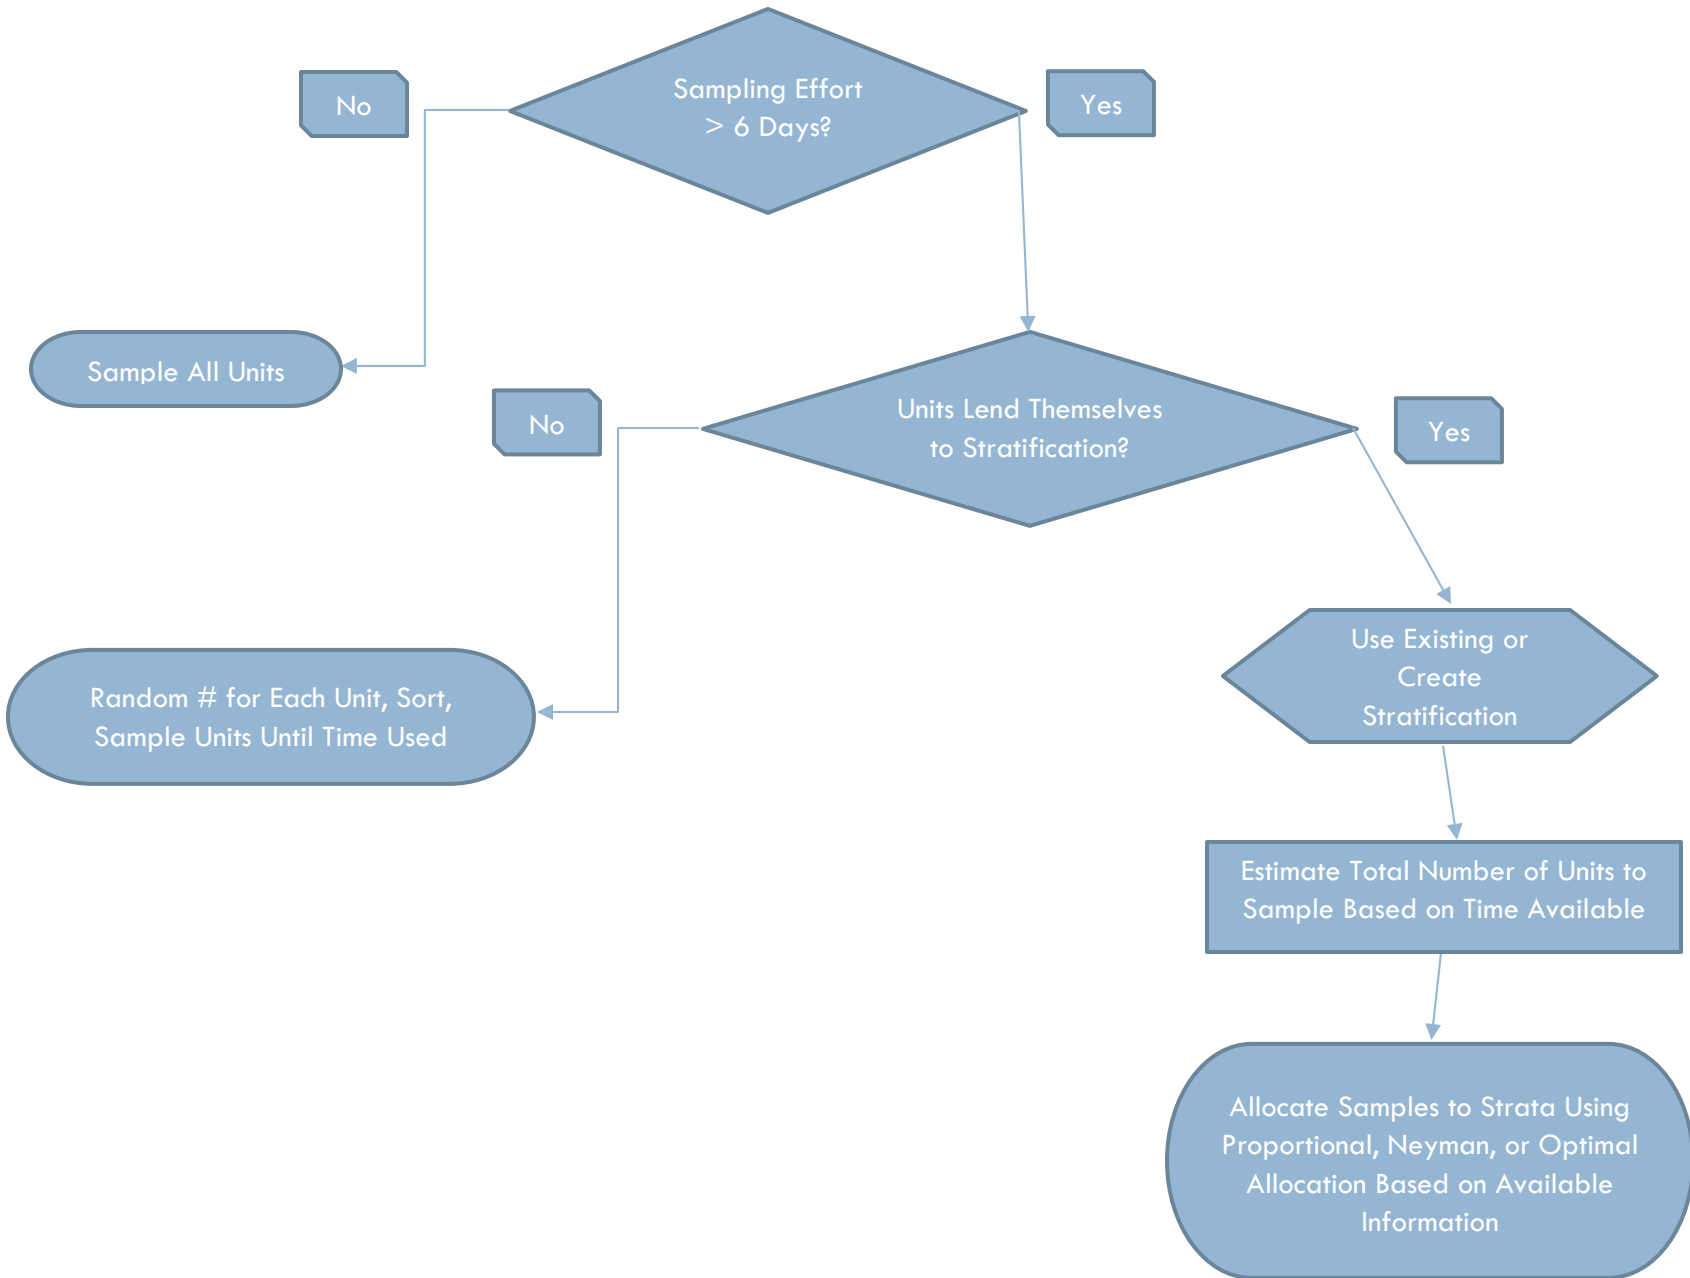 Sampling Effort
> 6 Days?
No
Yes
Sample All Units
Units Lend Themselves
to Stratification?
No
Yes
Random # for Each Unit, Sort,
Sample Units Until Time Used
Use Existing or
Create
Stratification
Estimate Total Number of Units to
Sample Based on Time Available
Allocate Samples to Strata Using
Proportional, Neyman, or Optimal
Allocation Based on Available
Information